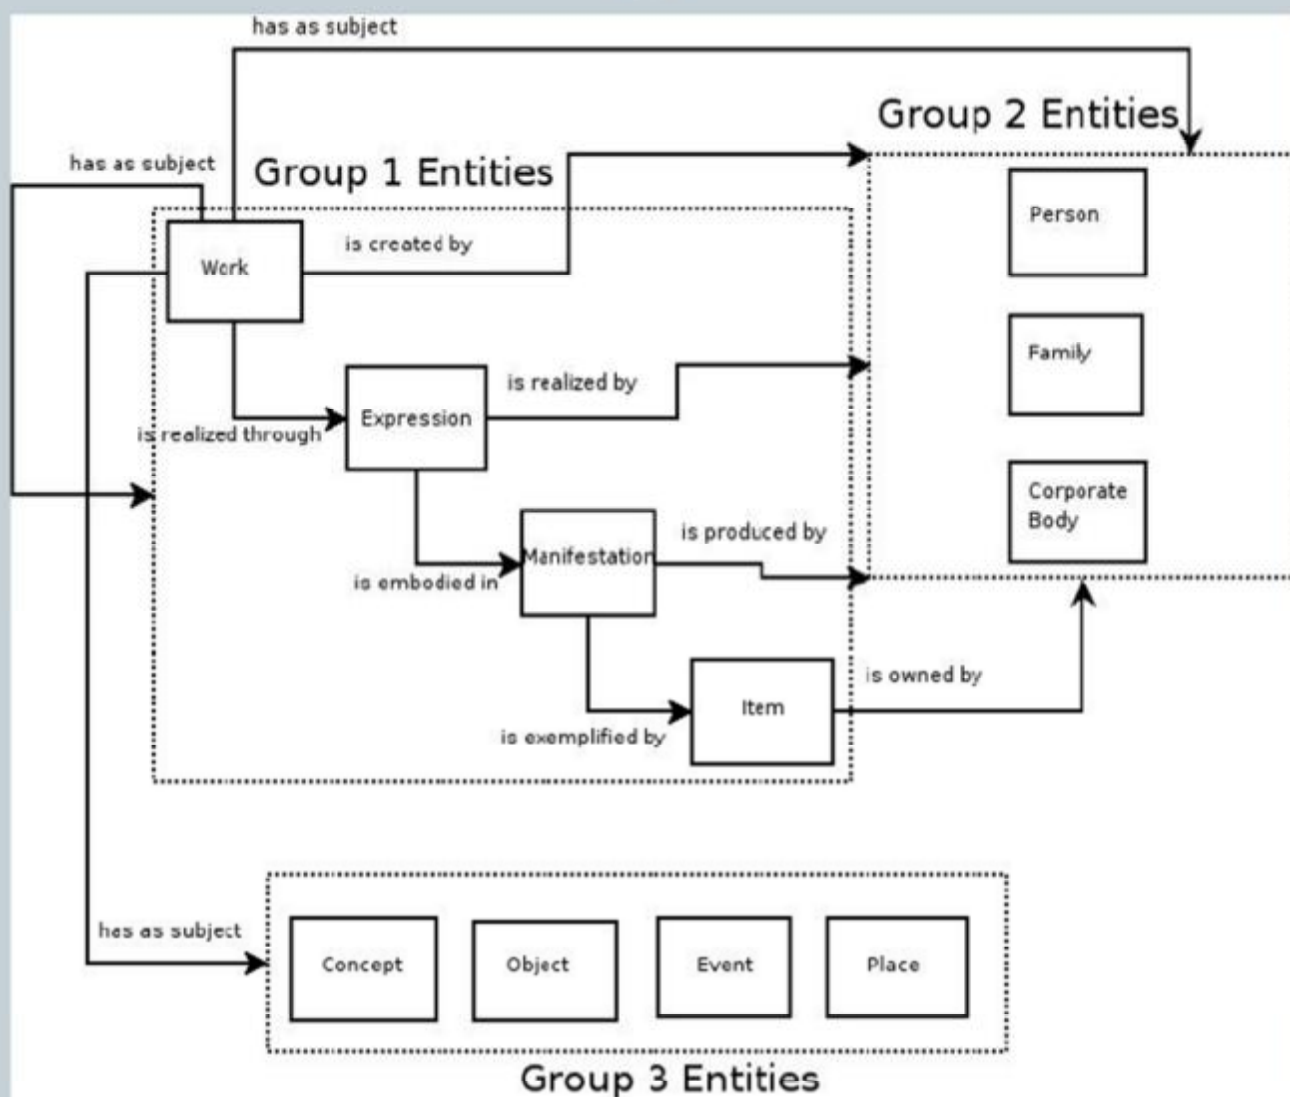 has as subject
Group 2 Entities
has as subject
Group 1 Entities
Person
is created by
Work
Family
is realized by
Expression
is realized through
Corporate
Body
is produced by
Manifestation
is embodied in
is owned by
Item
is exemplified by
has as subject
Concept
Object
Event
Place
Group 3 Entities